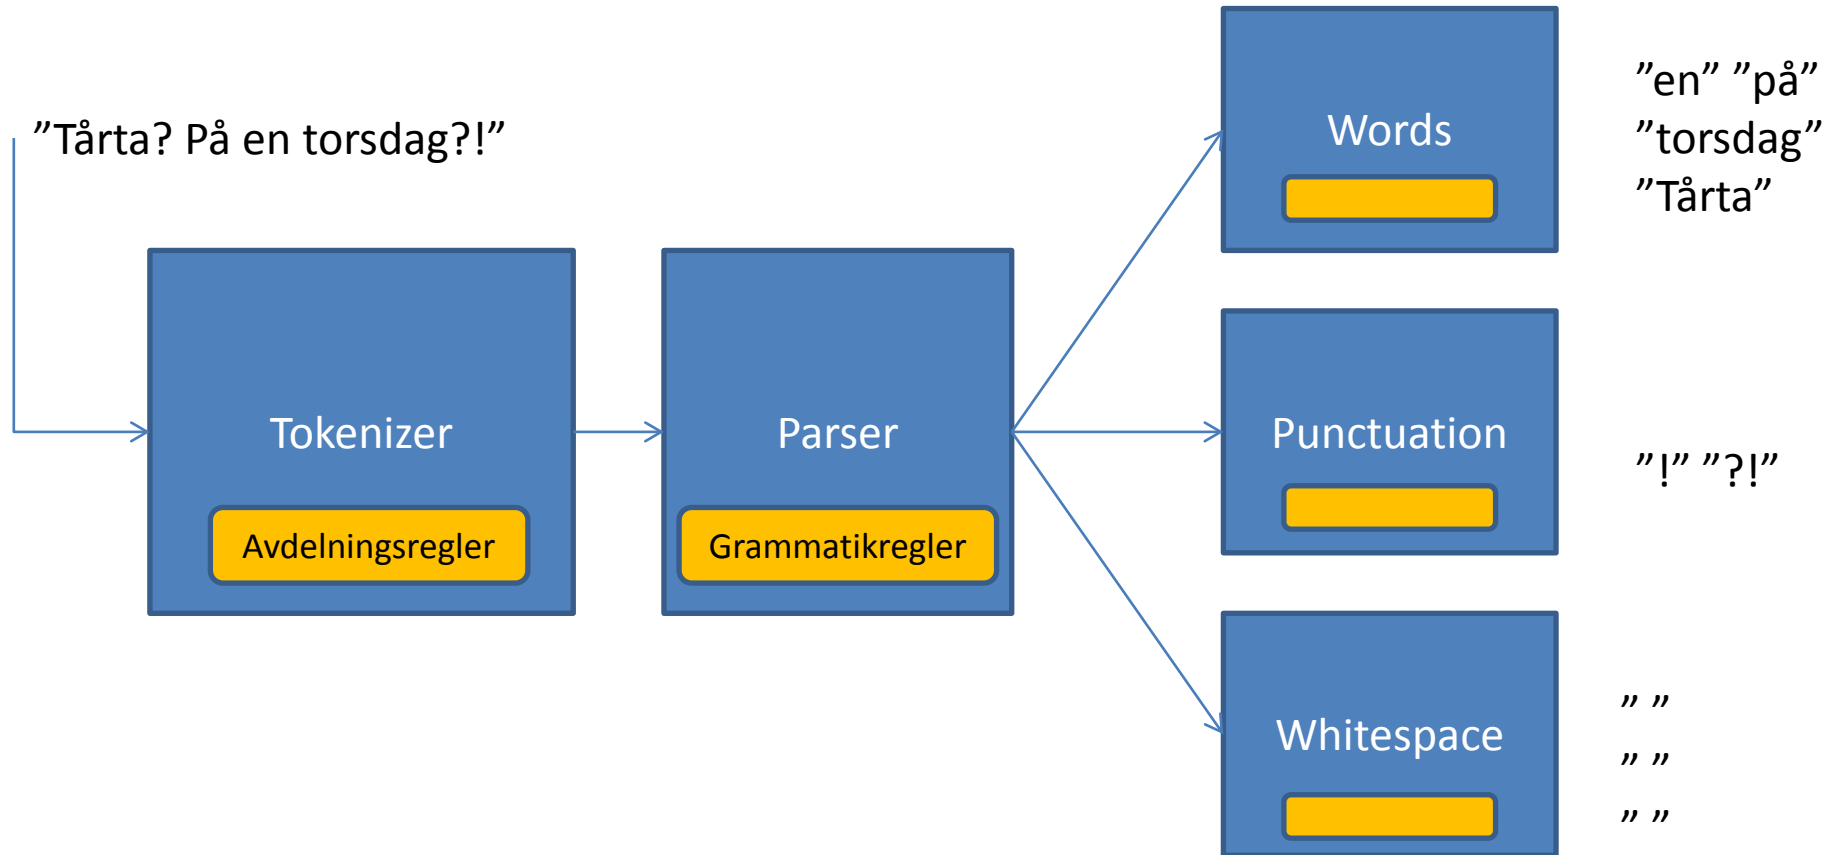 ”Tårta? På en torsdag?!”
Tokenizer
Avdelningsregler
Parser
Grammatikregler
Words
”en” ”på”
”torsdag”
”Tårta”
Punctuation
”!” ”?!”
Whitespace
” ”
” ”
” ”